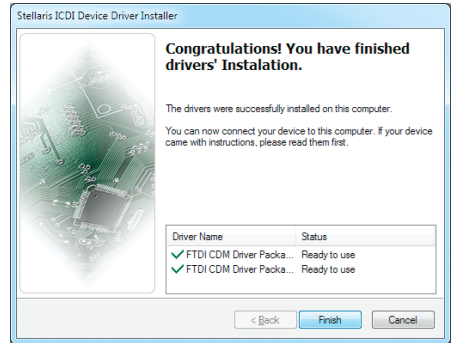 Stellaris ICDI Device Driver Installer
Congratulations! You have finished
drivers' Instalation.
The drivers were successfully installed on this computer.
You can now connect your device to this computer. If your device
came with instructions, please read them first.
Driver Name Status
FTDI CDM Driver Packa... Ready to use
FTDI CDM Driver Packa... Ready to use
< Back Finish Cancel